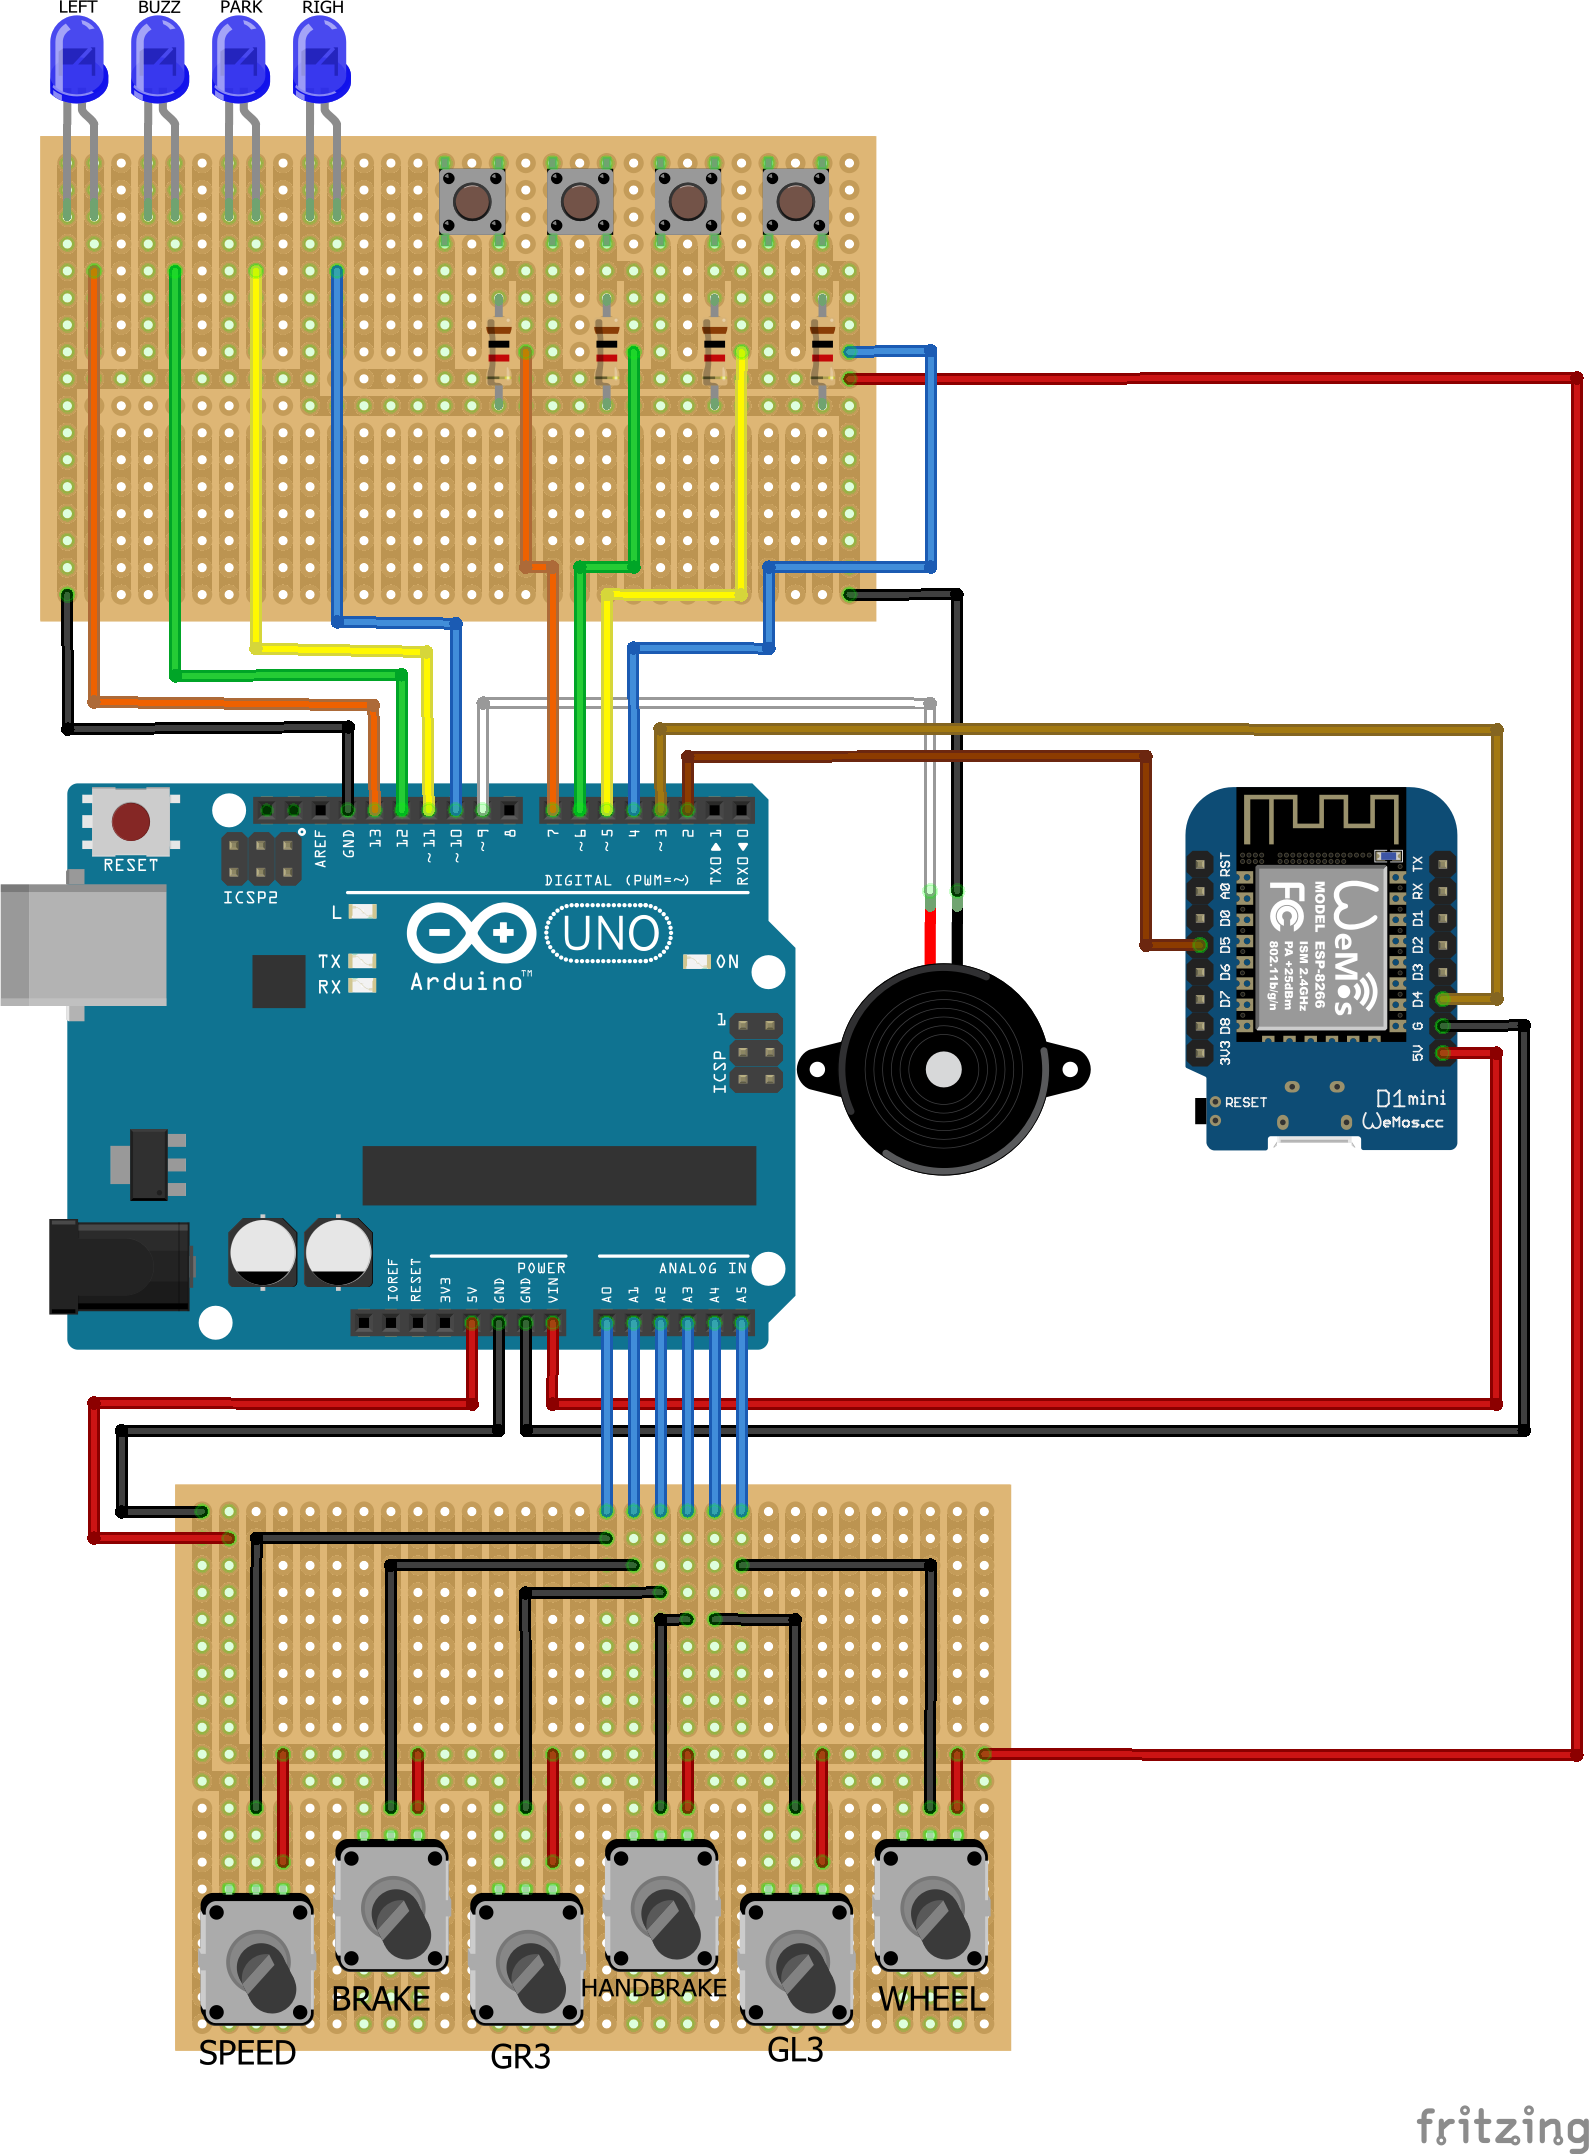 LEFT BUZZ PARK RIGH
RESET
ICSP2
AREF
GND
13
12
~11
~10
~9
8
7
~6
~5
4
~3
2
TX0▶1
RX0◀0
DIGITAL (PWM=~)
L
TX
RX
UNO
Arduino™
ON
1
ICSP
IOREF
RESET
3V3
5V
GND
GND
VIN
POWER
ANALOG IN
A0
A1
A2
A3
A4
A5
RST
A0
D0
D5
D6
D7
D8
3V3
TX
RX
D1
D2
D3
D4
G
5V
WeMos
MODEL ESP-8266
ISM 2.4GHz
PA +25dBm
802.11b/g/n
FC
RESET
D1 mini
WeMos.cc
SPEED
BRAKE
GR3
HANDBRAKE
GL3
WHEEL
fritzing